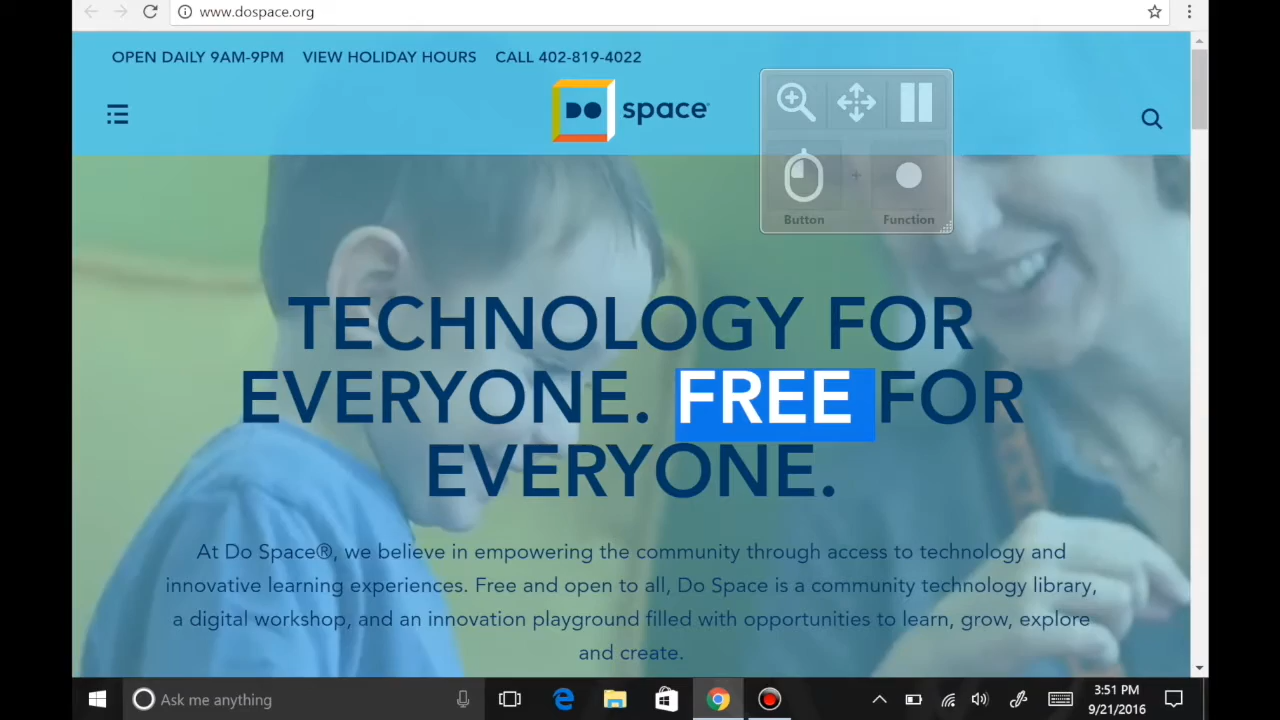 www.dospace.org
OPEN DAILY 9AM-9PM VIEW HOLIDAY HOURS CALL 402-819-4022
DO space
Button + Function
TECHNOLOGY FOR
EVERYONE. FREE FOR
EVERYONE.
At Do Space®, we believe in empowering the community through access to technology and
innovative learning experiences. Free and open to all, Do Space is a community technology library,
a digital workshop, and an innovation playground filled with opportunities to learn, grow, explore
and create.
Ask me anything
3:51 PM
9/21/2016